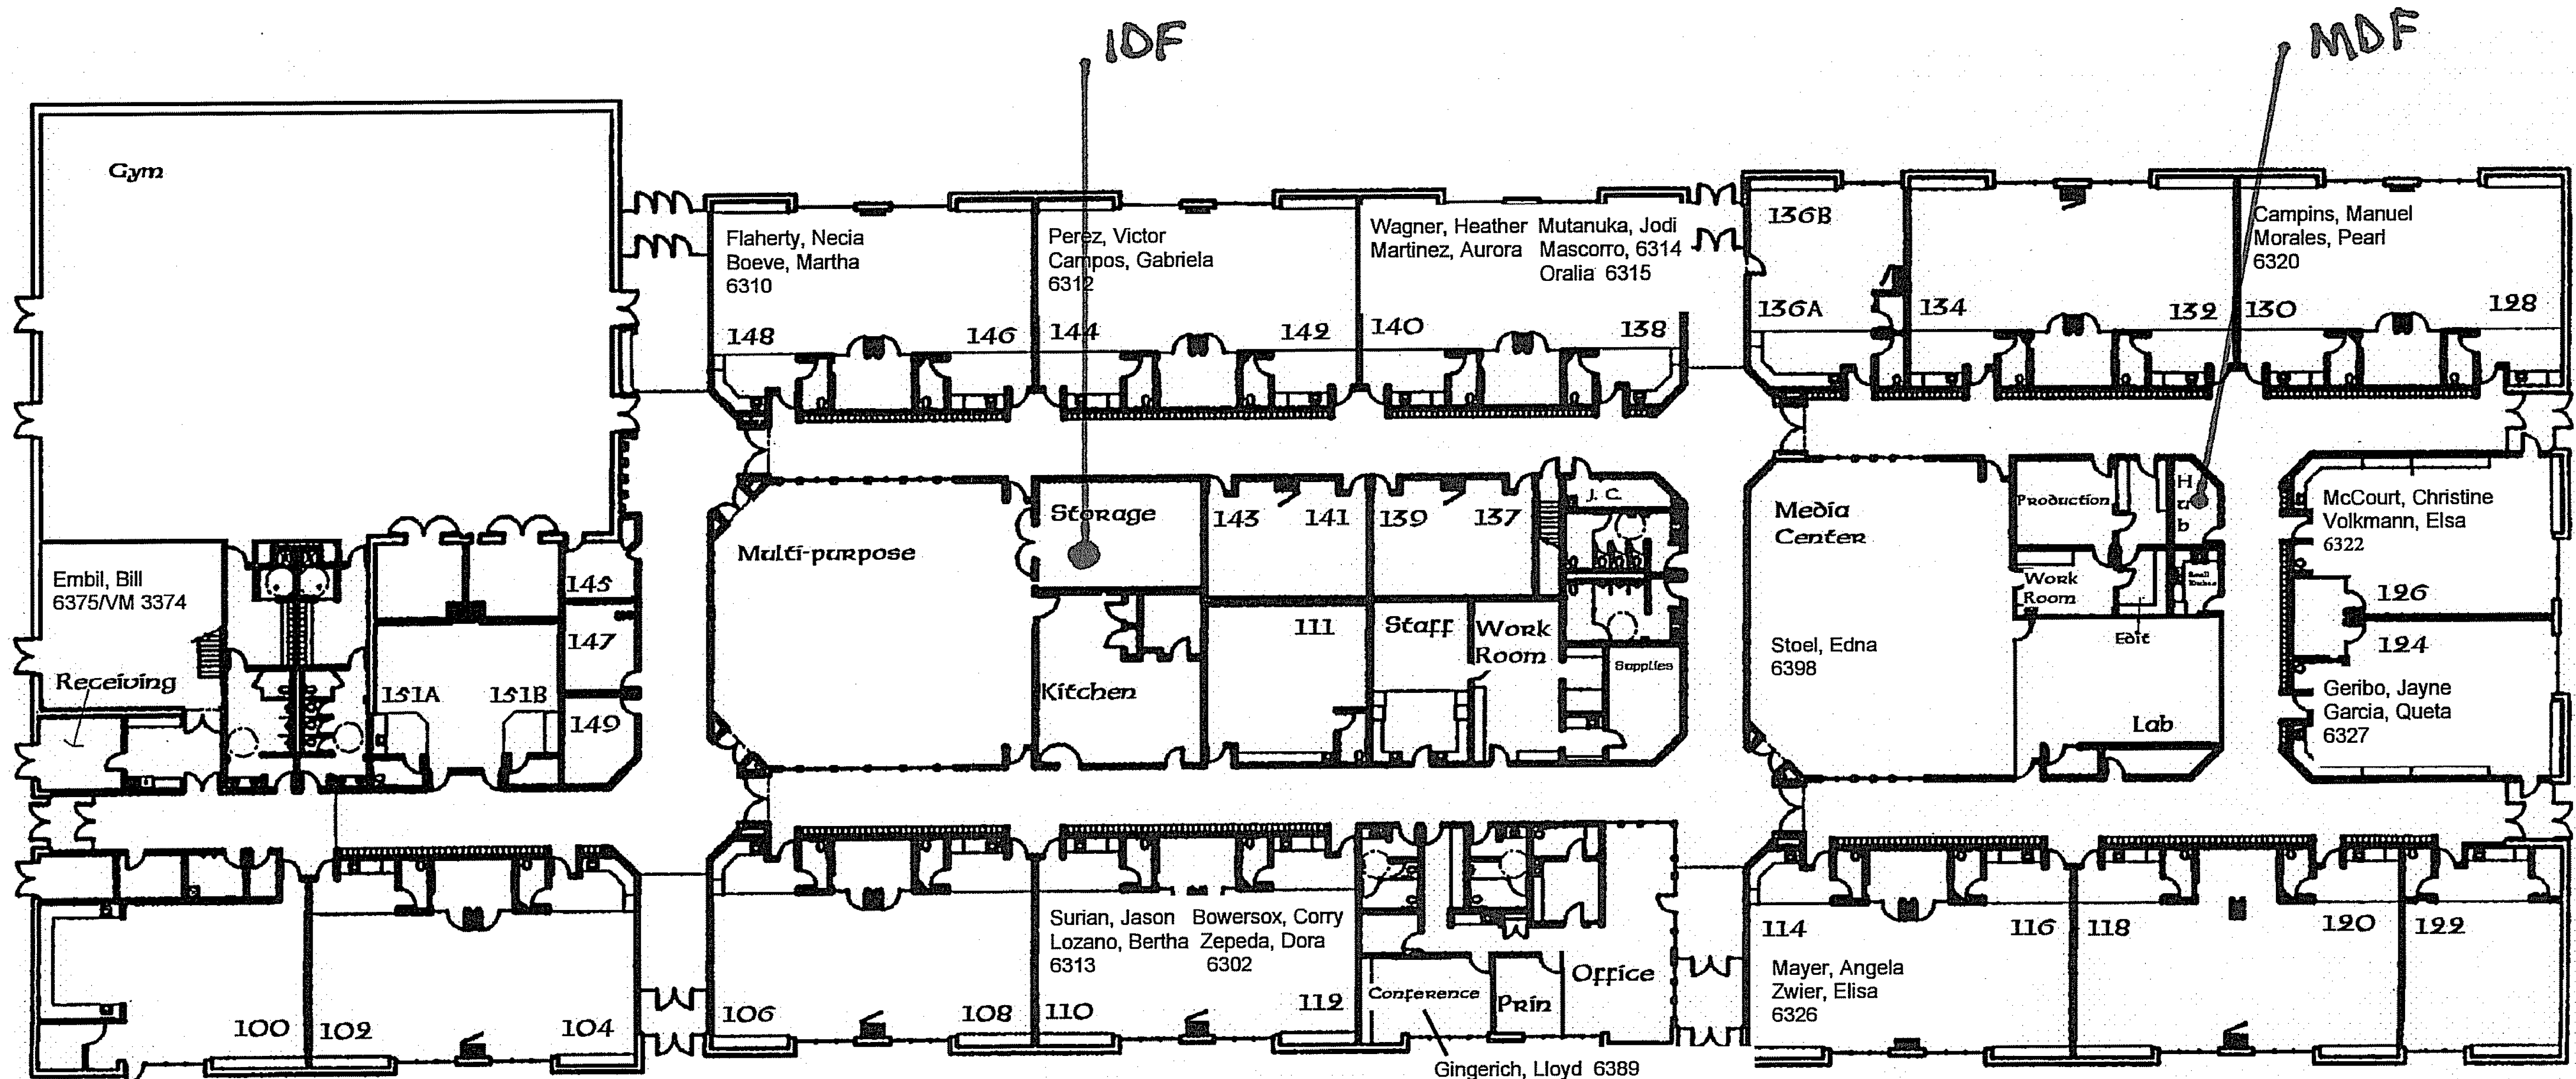 IDF
MDF
Gym
Flaherty, Necia
Boeve, Martha
6310
148
146
Perez, Victor
Campos, Gabriela
6312
144
142
Wagner, Heather Mutanuka, Jodi
Martinez, Aurora Mascorro, 6314
Oralia 6315
140
138
136B
136A
134
132
Campins, Manuel
Morales, Pearl
6320
130
128
Embil, Bill
6375/VM 3374
Receiving
151A
151B
145
147
149
Multi-purpose
Storage
Kitchen
143
141
139
137
J. C.
111
Staff
Work
Room
Supplies
Media
Center
Stoel, Edna
6398
Production
Hub
Work
Room
Small
Edit
Lab
McCourt, Christine
Volkmann, Elsa
6322
126
124
Geribo, Jayne
Garcia, Queta
6327
100
102
104
106
108
Surian, Jason Bowersox, Corry
Lozano, Bertha Zepeda, Dora
6313 6302
110
112
Conference
Prin
Office
Gingerich, Lloyd 6389
114
116
Mayer, Angela
Zwier, Elisa
6326
118
120
122